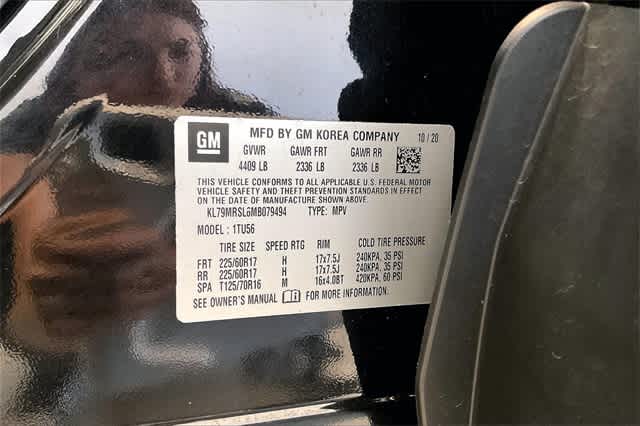 GM MFD BY GM KOREA COMPANY 10/20
GVWR GAWR FRT GAWR RR
4409 LB 2336 LB 2336 LB
THIS VEHICLE CONFORMS TO ALL APPLICABLE U.S. FEDERAL MOTOR
VEHICLE SAFETY AND THEFT PREVENTION STANDARDS IN EFFECT
ON THE DATE OF MANUFACTURE SHOWN ABOVE.
KL79MRSL6MB079494 TYPE: MPV
MODEL: 1TU56
TIRE SIZE SPEED RTG RIM COLD TIRE PRESSURE
FRT 225/60R17 H 17x7.5J 240KPA, 35 PSI
RR 225/60R17 H 17x7.5J 240KPA, 35 PSI
SPA T125/70R16 M 16x4.0BT 420KPA, 60 PSI
SEE OWNER'S MANUAL FOR MORE INFORMATION.